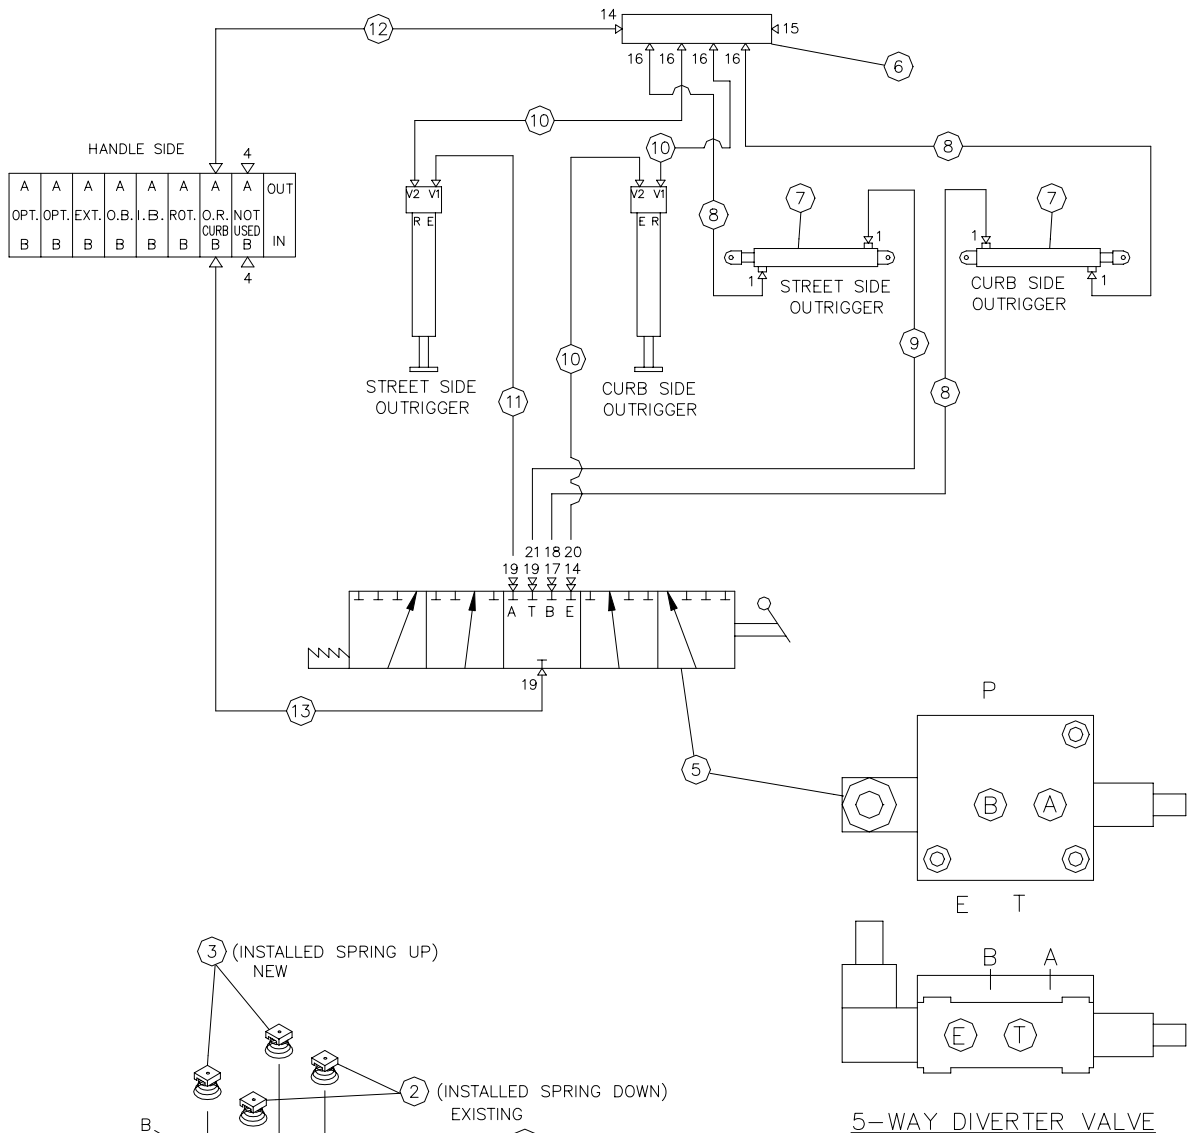 14
15
12
16
16
16
16
6
10
10
8
HANDLE SIDE
4
A A A A A A A A OUT
OPT. OPT. EXT. O.B. I.B. ROT. O.R. CURB NOT USED
B B B B B B B B IN
4
V2 V1
R E
V2 V1
E R
8
7
7
1
1
1
1
STREET SIDE
OUTRIGGER
CURB SIDE
OUTRIGGER
9
10
8
11
STREET SIDE
OUTRIGGER
CURB SIDE
OUTRIGGER
21 18 20
19 19 17 14
A T B E
19
13
5
P
B A
E T
3 (INSTALLED SPRING UP)
NEW
B A
E T
2 (INSTALLED SPRING DOWN)
EXISTING
B
5-WAY DIVERTER VALVE